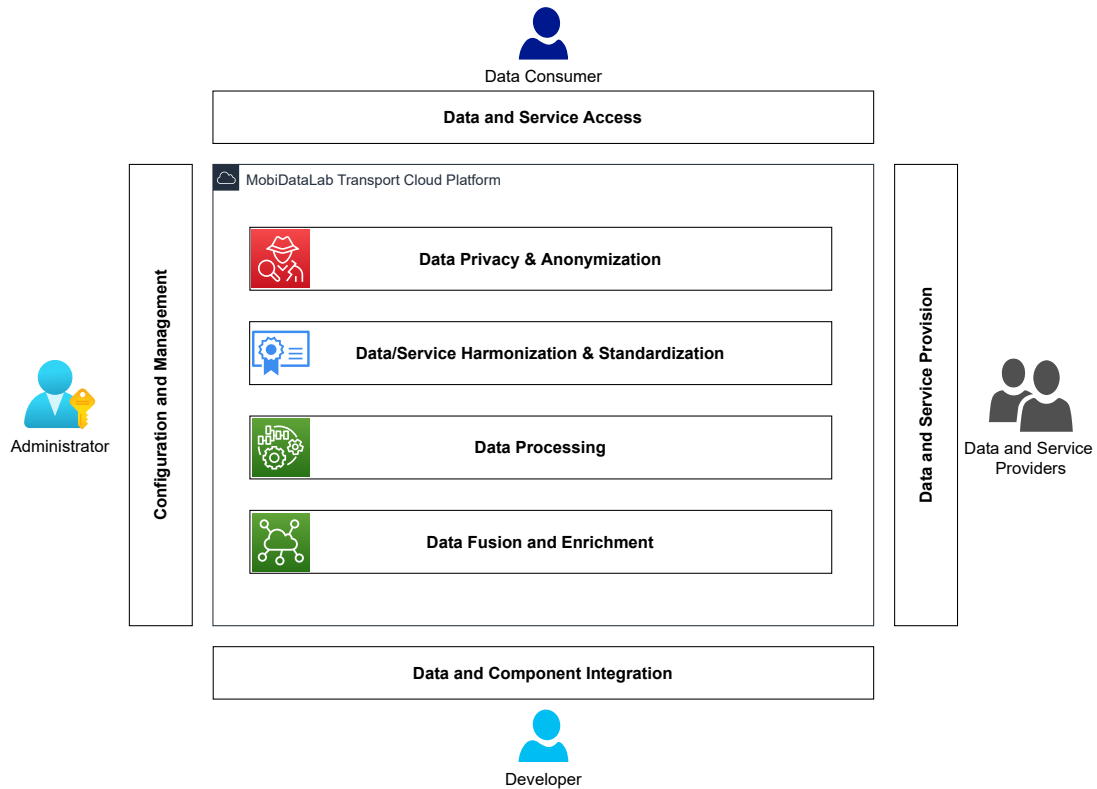 Data Consumer
Data and Service Access
MobiDataLab Transport Cloud Platform
Data Privacy & Anonymization
Data/Service Harmonization & Standardization
Data Processing
Data Fusion and Enrichment
Configuration and Management
Administrator
Data and Service Provision
Data and Service
Providers
Data and Component Integration
Developer